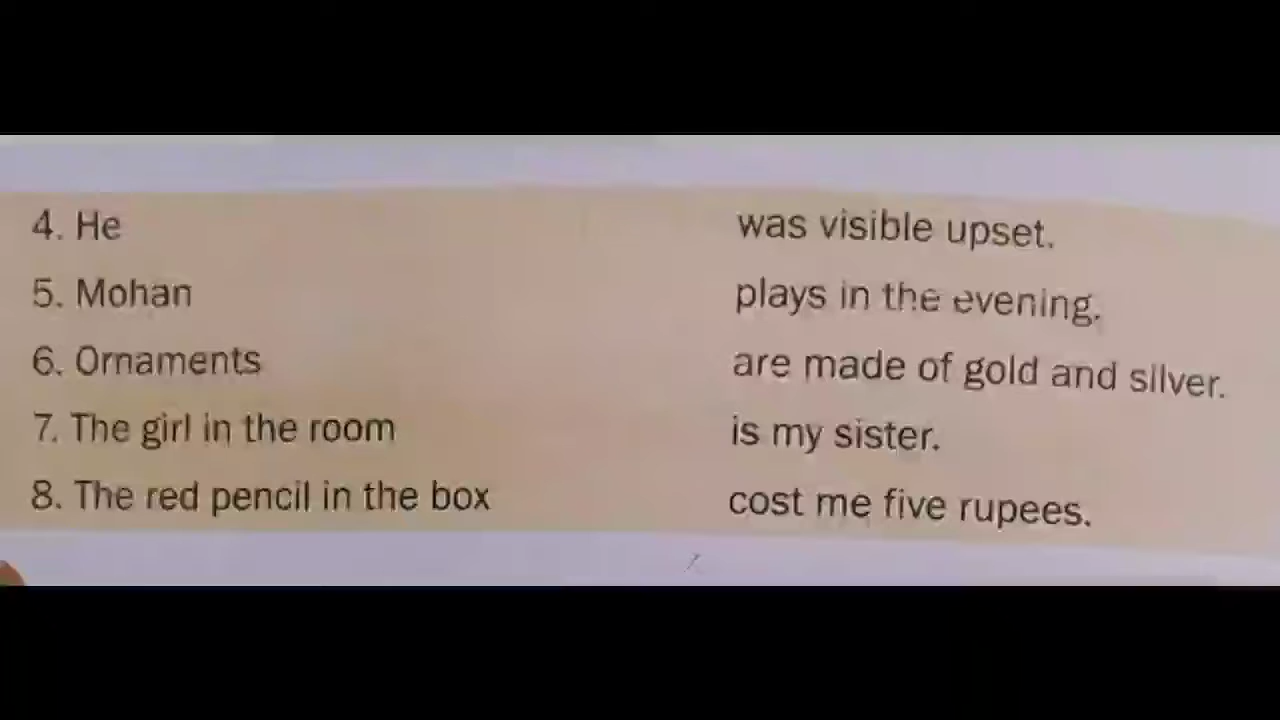 4. He was visible upset.
5. Mohan plays in the evening.
6. Ornaments are made of gold and silver.
7. The girl in the room is my sister.
8. The red pencil in the box cost me five rupees.